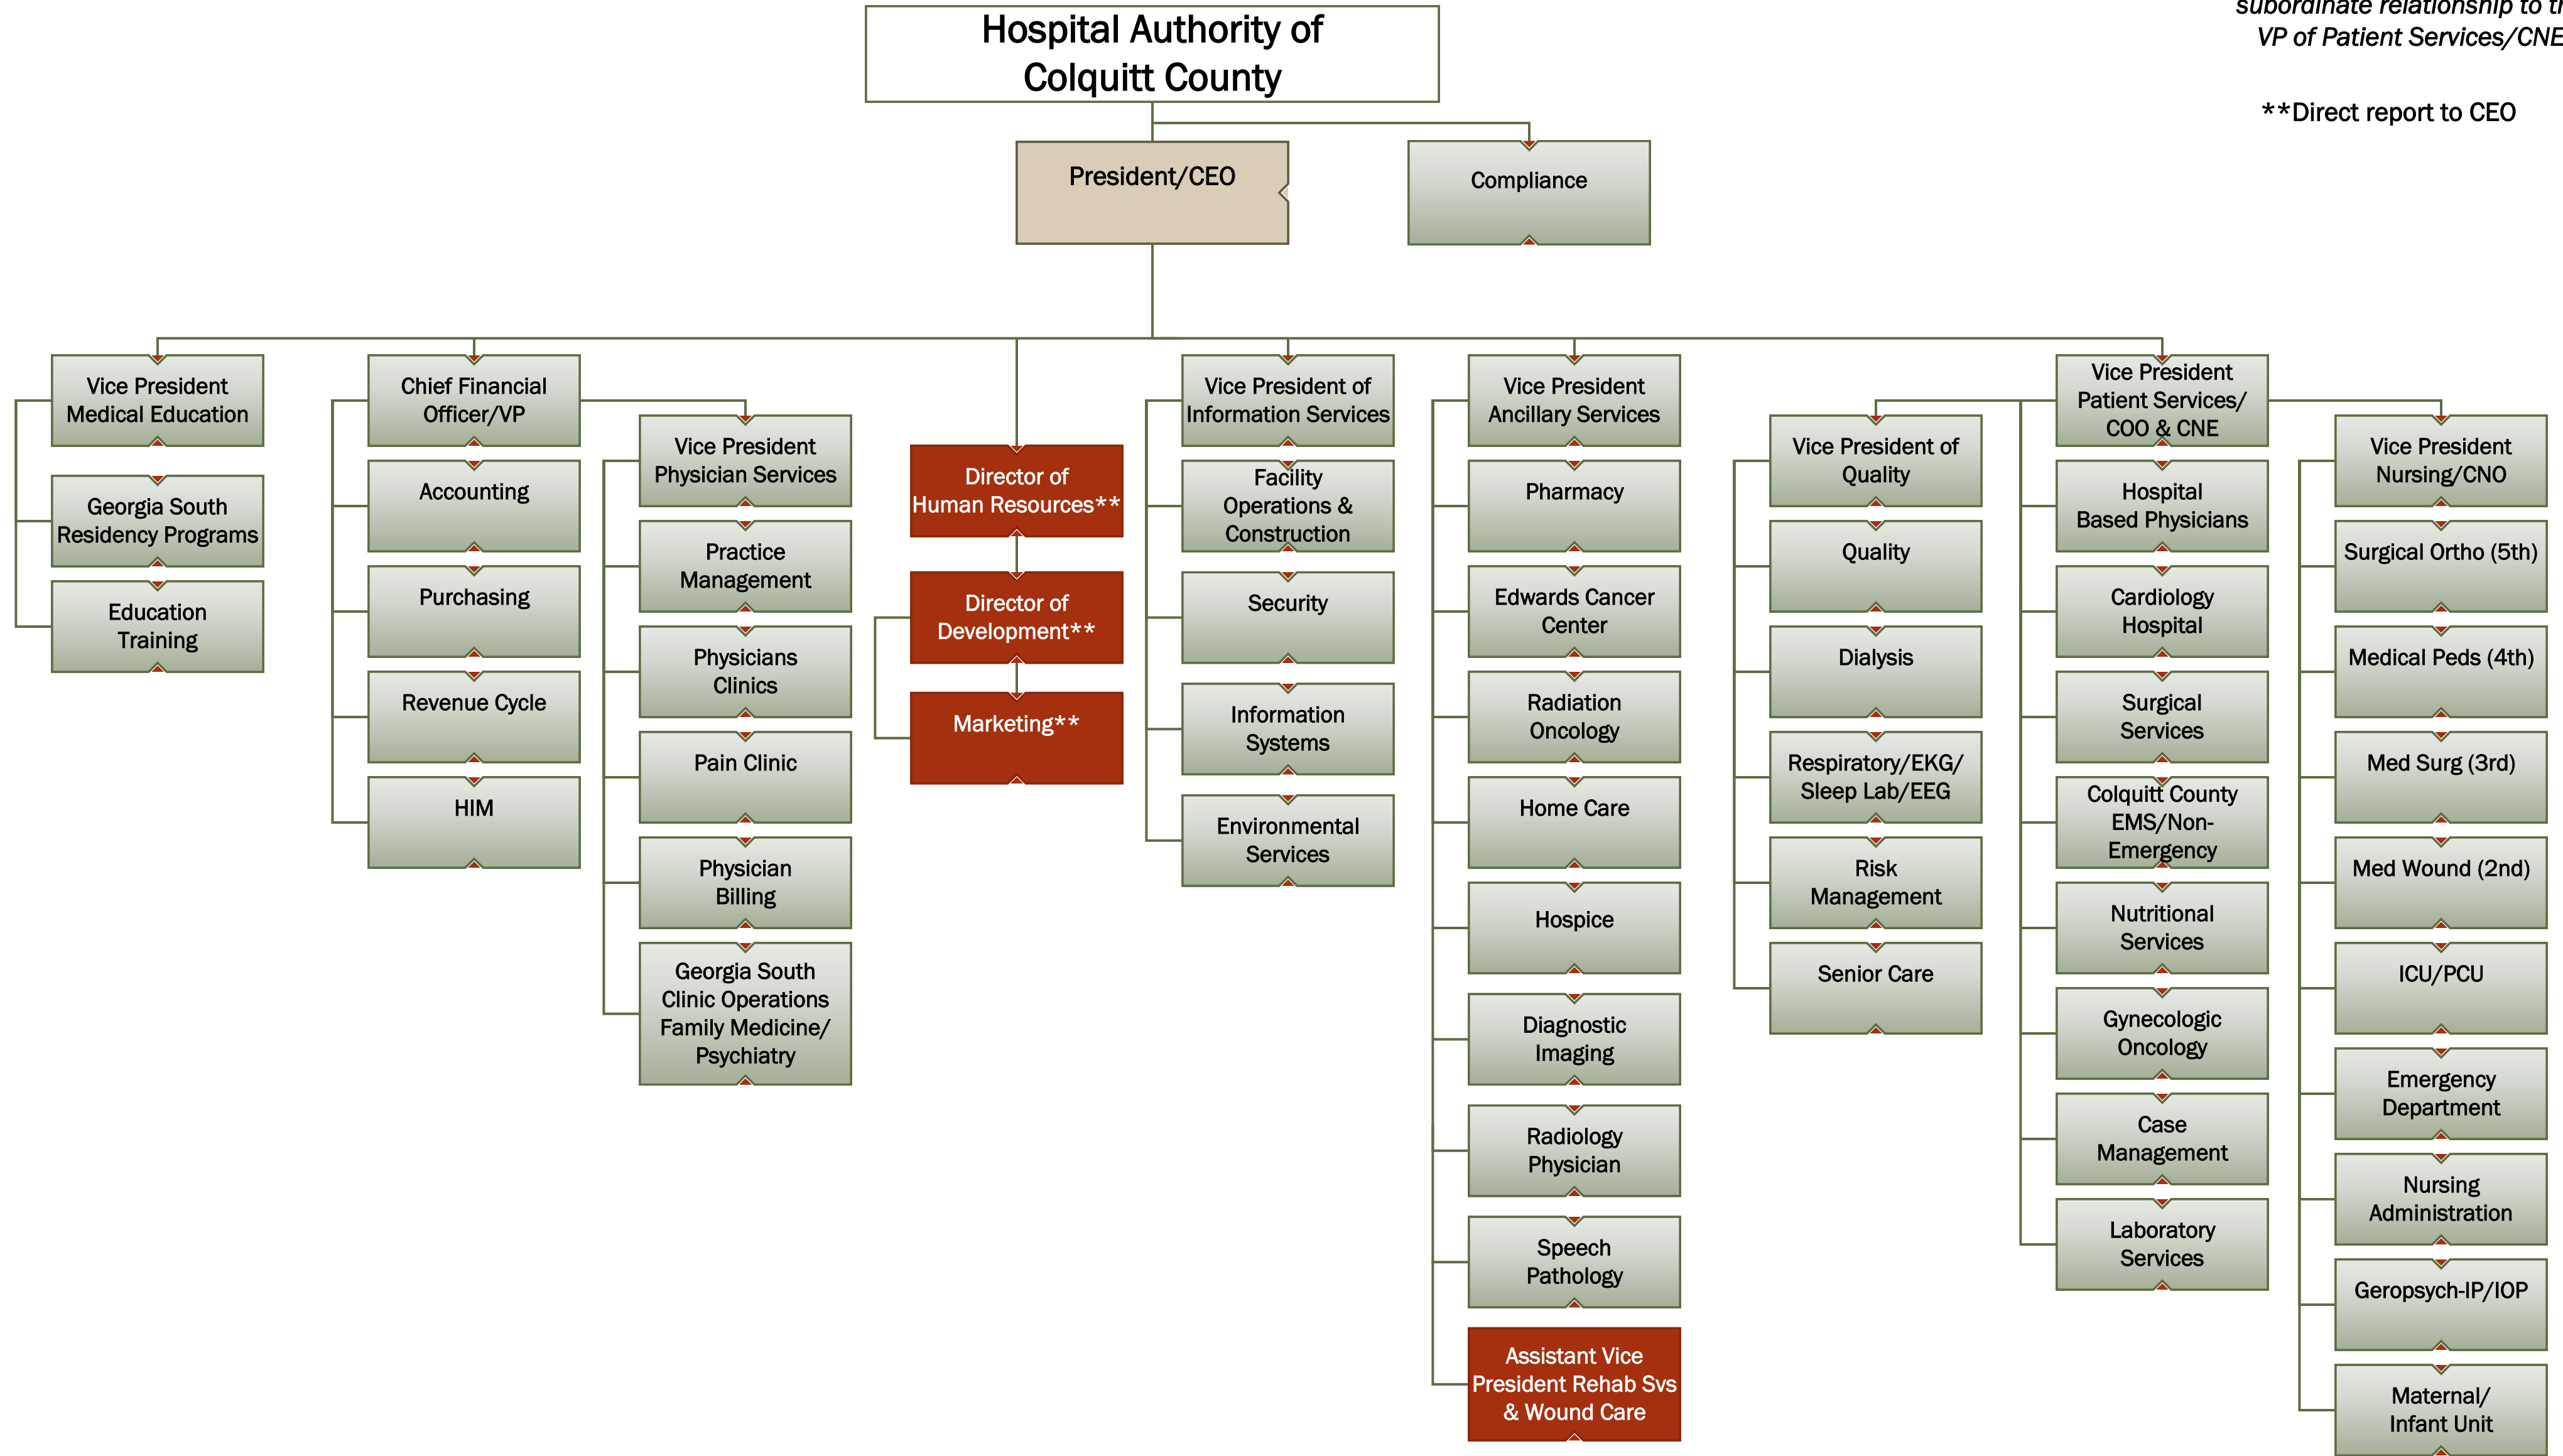 subordinate relationship to
VP of Patient Services/CNE
**Direct report to CEO
Hospital Authority of
Colquitt County
President/CEO
Compliance
Vice President
Medical Education
Georgia South
Residency Programs
Education
Training
Chief Financial
Officer/VP
Accounting
Purchasing
Revenue Cycle
HIM
Vice President
Physician Services
Practice
Management
Physicians
Clinics
Pain Clinic
Physician
Billing
Georgia South
Clinic Operations
Family Medicine/
Psychiatry
Director of
Human Resources**
Director of
Development**
Marketing**
Vice President of
Information Services
Facility
Operations &
Construction
Security
Information
Systems
Environmental
Services
Vice President
Ancillary Services
Pharmacy
Edwards Cancer
Center
Radiation
Oncology
Home Care
Hospice
Diagnostic
Imaging
Radiology
Physician
Speech
Pathology
Assistant Vice
President Rehab Svs
& Wound Care
Vice President of
Quality
Quality
Dialysis
Respiratory/EKG/
Sleep Lab/EEG
Risk
Management
Senior Care
Vice President
Patient Services/
COO & CNE
Hospital
Based Physicians
Cardiology
Hospital
Surgical
Services
Colquitt County
EMS/Non-
Emergency
Nutritional
Services
Gynecologic
Oncology
Case
Management
Laboratory
Services
Vice President
Nursing/CNO
Surgical Ortho (5th)
Medical Peds (4th)
Med Surg (3rd)
Med Wound (2nd)
ICU/PCU
Emergency
Department
Nursing
Administration
Geropsych-IP/IOP
Maternal/
Infant Unit